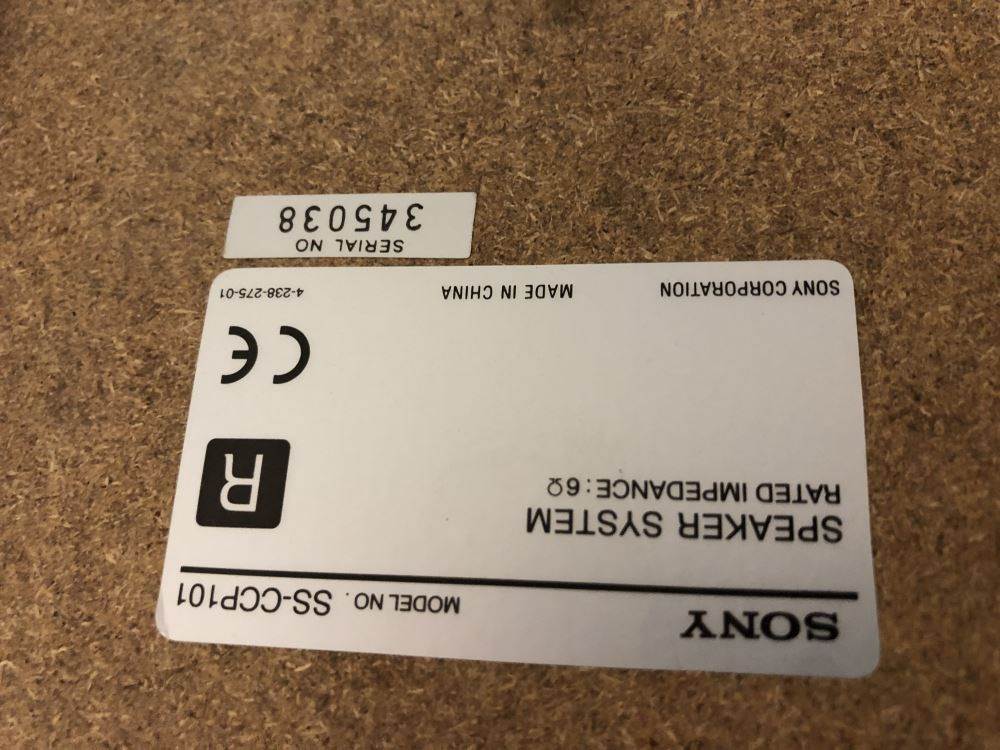 SONY MODEL NO. SS-CCP101
SPEAKER SYSTEM
RATED IMPEDANCE:6Ω
R
CE
SONY CORPORATION MADE IN CHINA 4-238-275-01
SERIAL NO
345038